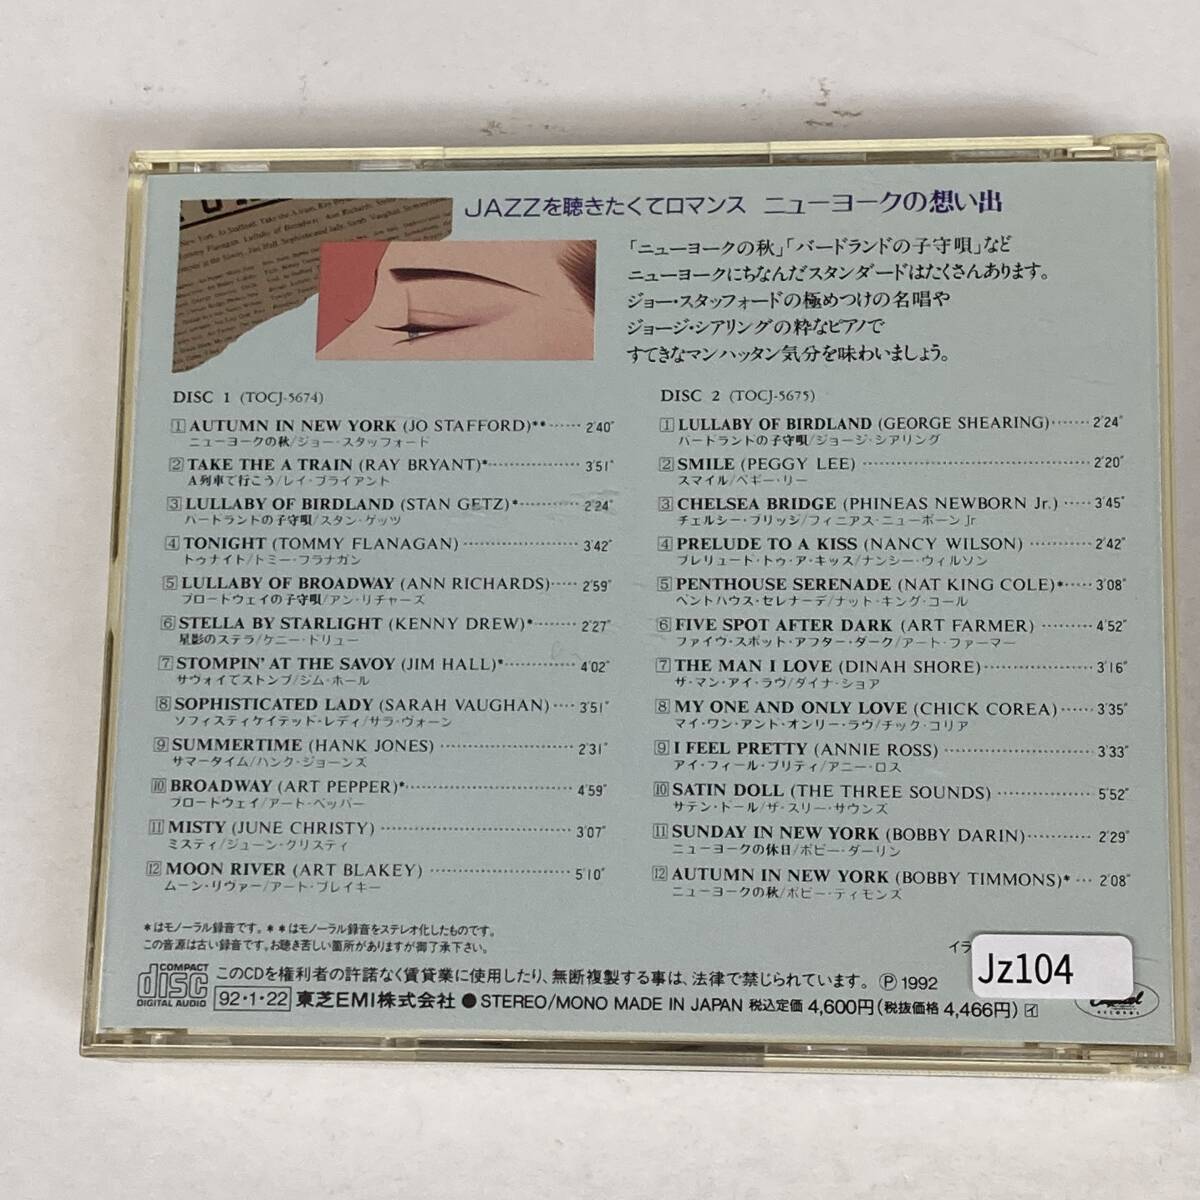 JAZZを聴きたくてロマンス ニューヨークの想い出
「ニューヨークの秋」「バードランドの子守唄」など
ニューヨークにちなんだスタンダードはたくさんあります。
ジョー・スタッフォードの極めつけの名唱や
ジョージ・シアリングの粋なピアノで
すてきなマンハッタン気分を味わいましょう。
DISC 1 (TOCJ-5674)
1 AUTUMN IN NEW YORK (JO STAFFORD)** ······ 2'40"
ニューヨークの秋/ジョー・スタッフォード
2 TAKE THE A TRAIN (RAY BRYANT)* ······ 3'51"
A列車で行こう/レイ・ブライアント
3 LULLABY OF BIRDLAND (STAN GETZ)* ······ 2'24"
バードランドの子守唄/スタン・ゲッツ
4 TONIGHT (TOMMY FLANAGAN) ······ 3'42"
トゥナイト/トミー・フラナガン
5 LULLABY OF BROADWAY (ANN RICHARDS) ······ 2'59"
ブロードウェイの子守唄/アン・リチャーズ
6 STELLA BY STARLIGHT (KENNY DREW)* ······ 2'27"
星影のステラ/ケニー・ドリュー
7 STOMPIN' AT THE SAVOY (JIM HALL)* ······ 4'02"
サヴォイでストンプ/ジム・ホール
8 SOPHISTICATED LADY (SARAH VAUGHAN) ···· 3'51"
ソフィスティケイテッド・レディ/サラ・ヴォーン
9 SUMMERTIME (HANK JONES) ······ 2'31"
サマータイム/ハンク・ジョーンズ
10 BROADWAY (ART PEPPER)* ······ 4'59"
ブロードウェイ/アート・ペッパー
11 MISTY (JUNE CHRISTY) ······ 3'07"
ミスティ/ジューン・クリスティ
12 MOON RIVER (ART BLAKEY) ······ 5'10"
ムーン・リヴァー/アート・ブレイキー
DISC 2 (TOCJ-5675)
1 LULLABY OF BIRDLAND (GEORGE SHEARING) ······ 2'24"
バードランドの子守唄/ジョージ・シアリング
2 SMILE (PEGGY LEE) ······ 2'20"
スマイル/ペギー・リー
3 CHELSEA BRIDGE (PHINEAS NEWBORN Jr.) ······ 3'45"
チェルシー・ブリッジ/フィニアス・ニューボーンJr.
4 PRELUDE TO A KISS (NANCY WILSON) ······ 2'42"
プレリュード・トゥ・ア・キッス/ナンシー・ウィルソン
5 PENTHOUSE SERENADE (NAT KING COLE)* ······ 3'08"
ペントハウス・セレナーデ/ナット・キング・コール
6 FIVE SPOT AFTER DARK (ART FARMER) ······ 4'52"
ファイヴ・スポット・アフター・ダーク/アート・ファーマー
7 THE MAN I LOVE (DINAH SHORE) ······ 3'16"
ザ・マン・アイ・ラヴ/ダイナ・ショア
8 MY ONE AND ONLY LOVE (CHICK COREA) ······ 3'35"
マイ・ワン・アンド・オンリー・ラヴ/チック・コリア
9 I FEEL PRETTY (ANNIE ROSS) ······ 3'33"
アイ・フィール・プリティ/アニー・ロス
10 SATIN DOLL (THE THREE SOUNDS) ······ 5'52"
サテン・ドール/ザ・スリー・サウンズ
11 SUNDAY IN NEW YORK (BOBBY DARIN) ······ 2'29"
ニューヨークの休日/ボビー・ダーリン
12 AUTUMN IN NEW YORK (BOBBY TIMMONS)* ··· 2'08"
ニューヨークの秋/ボビー・ティモンズ
*はモノーラル録音です。**はモノーラル録音をステレオ化したものです。
この音源は古い録音です。お聴き苦しい箇所がありますが御了承下さい。
イラ
Jz104
COMPACT disc DIGITAL AUDIO
このCDを権利者の許諾なく賃貸業に使用したり、無断複製する事は、法律で禁じられています。 Ⓟ 1992
92・1・22 東芝EMI株式会社 ● STEREO/MONO MADE IN JAPAN 税込定価 4,600円(税抜価格 4,466円) イ
RECORDS